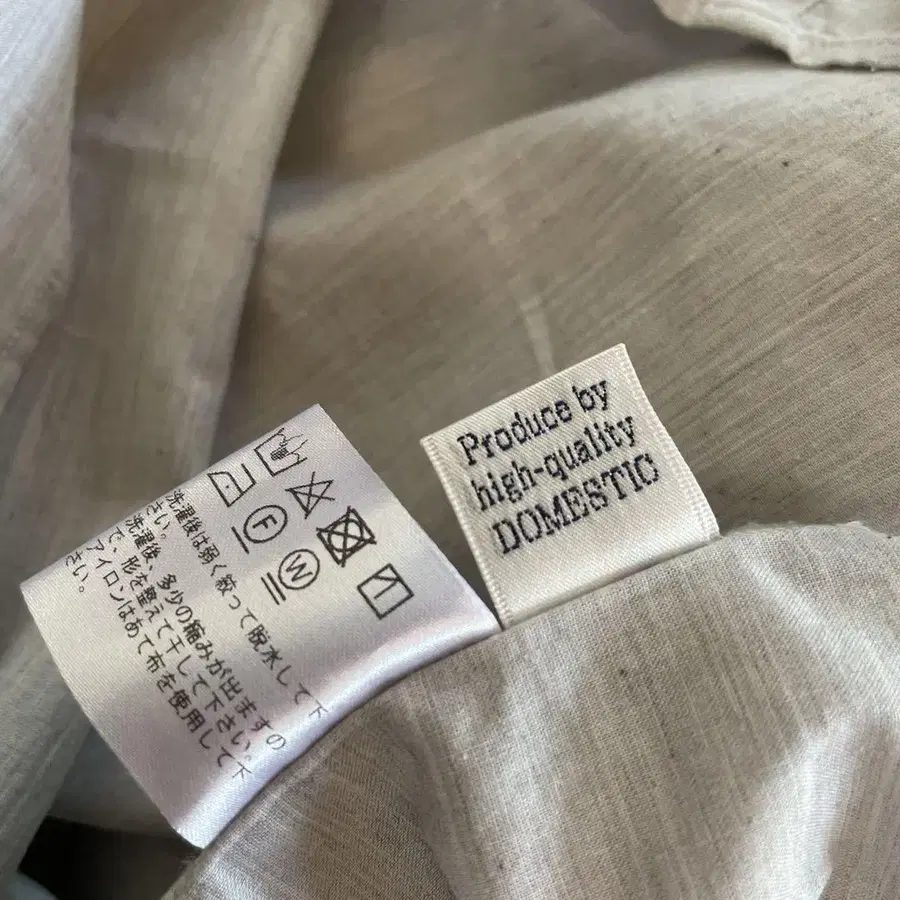 Produce by
high-quality
DOMESTIC
F
W
洗濯後は弱く絞って脱水して下
さい。
洗濯後、多少の縮みが出ますの
で、形を整えて干して下さい。
アイロンはあて布を使用して下
さい。